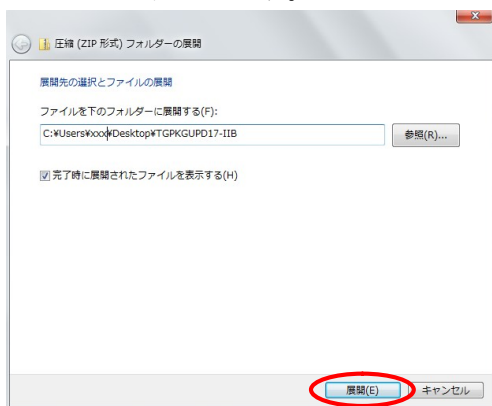 圧縮 (ZIP 形式) フォルダーの展開
展開先の選択とファイルの展開
ファイルを下のフォルダーに展開する(F):
C:¥Users¥xxx¥Desktop¥TGPKGUPD17-IIB
参照(R)...
完了時に展開されたファイルを表示する(H)
展開(E)
キャンセル